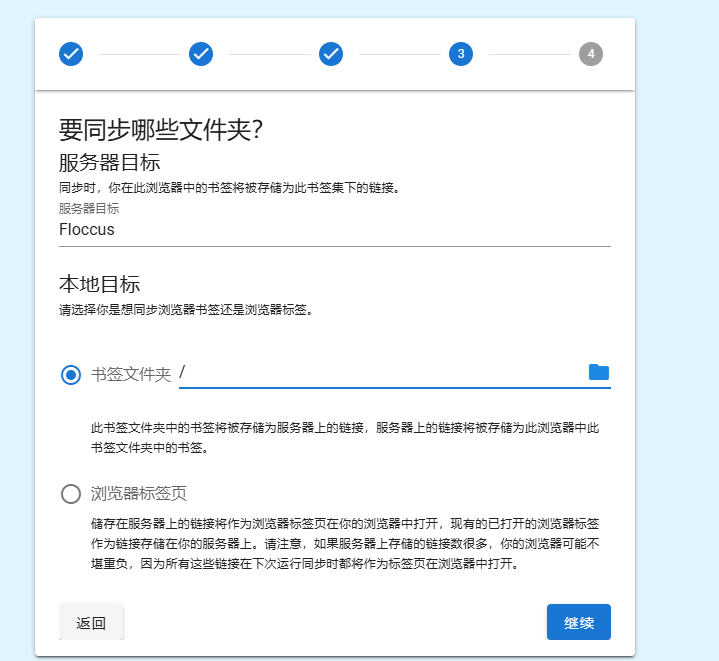 3
4
要同步哪些文件夹？
服务器目标
同步时，你在此浏览器中的书签将被存储为此书签集下的链接。
服务器目标
Floccus
本地目标
请选择你是想同步浏览器书签还是浏览器标签。
书签文件夹 /
此书签文件夹中的书签将被存储为服务器上的链接，服务器上的链接将被存储为此浏览器中此
书签文件夹中的书签。
浏览器标签页
储存在服务器上的链接将作为浏览器标签页在你的浏览器中打开，现有的已打开的浏览器标签
作为链接存储在你的服务器上。请注意，如果服务器上存储的链接数很多，你的浏览器可能不
堪重负，因为所有这些链接在下次运行同步时都将作为标签页在浏览器中打开。
返回
继续